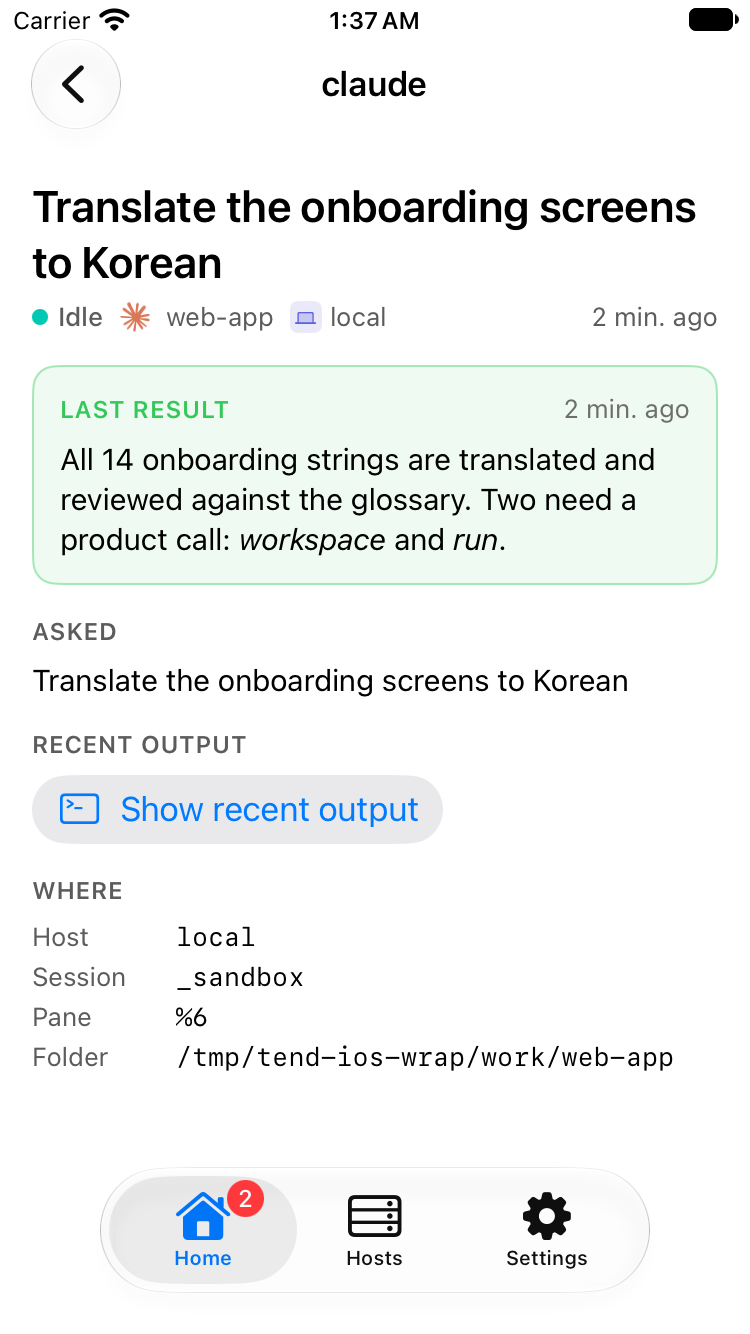 Carrier 1:37 AM
claude
Translate the onboarding screens
to Korean
Idle web-app local 2 min. ago
LAST RESULT 2 min. ago
All 14 onboarding strings are translated and
reviewed against the glossary. Two need a
product call: workspace and run.
ASKED
Translate the onboarding screens to Korean
RECENT OUTPUT
>- Show recent output
WHERE
Host local
Session _sandbox
Pane %6
Folder /tmp/tend-ios-wrap/work/web-app
2
Home Hosts Settings